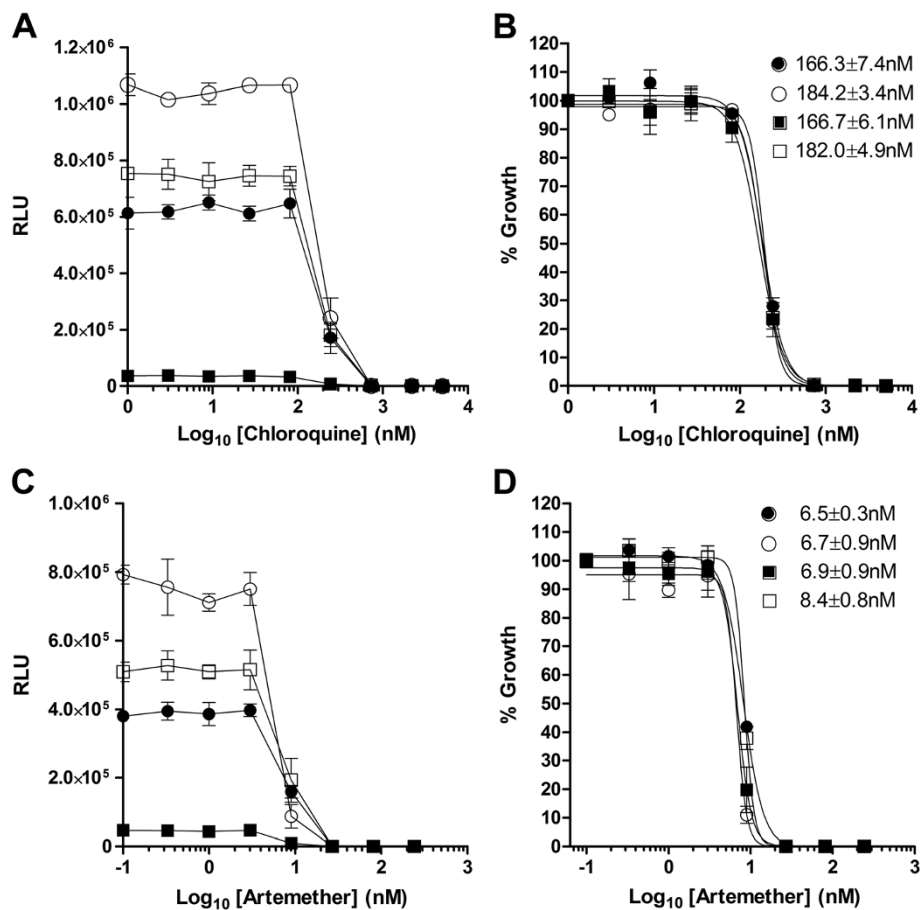 A
1.2×10⁶
1.0×10⁶
8.0×10⁵
6.0×10⁵
4.0×10⁵
2.0×10⁵
0
RLU
0 1 2 3 4
Log₁₀ [Chloroquine] (nM)
B
120
110
100
90
80
70
60
50
40
30
20
10
0
% Growth
0 1 2 3 4
Log₁₀ [Chloroquine] (nM)
166.3±7.4nM
184.2±3.4nM
166.7±6.1nM
182.0±4.9nM
C
1.0×10⁶
8.0×10⁵
6.0×10⁵
4.0×10⁵
2.0×10⁵
0
RLU
-1 0 1 2 3
Log₁₀ [Artemether] (nM)
D
120
110
100
90
80
70
60
50
40
30
20
10
0
% Growth
-1 0 1 2 3
Log₁₀ [Artemether] (nM)
6.5±0.3nM
6.7±0.9nM
6.9±0.9nM
8.4±0.8nM